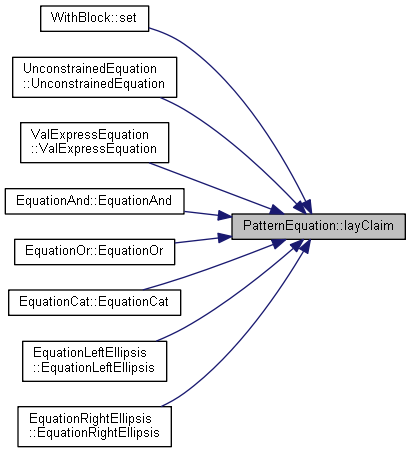 WithBlock::set
UnconstrainedEquation
::UnconstrainedEquation
ValExpressEquation
::ValExpressEquation
EquationAnd::EquationAnd
PatternEquation::layClaim
EquationOr::EquationOr
EquationCat::EquationCat
EquationLeftEllipsis
::EquationLeftEllipsis
EquationRightEllipsis
::EquationRightEllipsis